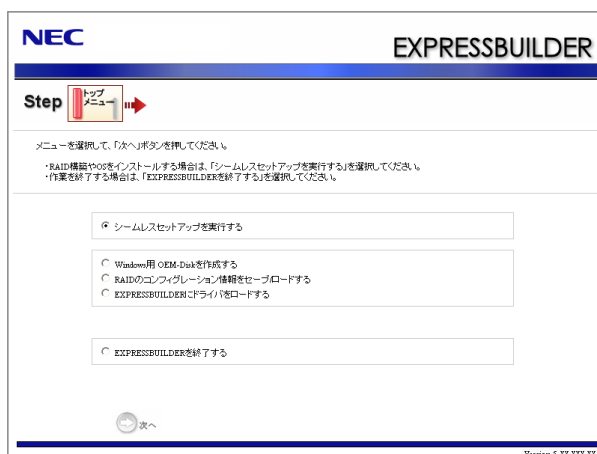 NEC
EXPRESSBUILDER
Step トップ
メニュー
メニューを選択して、「次へ」ボタンを押してください。
・RAID構築やOSをインストールする場合は、「シームレスセットアップを実行する」を選択してください。
・作業を終了する場合は、「EXPRESSBUILDERを終了する」を選択してください。
シームレスセットアップを実行する
Windows用 OEM-Diskを作成する
RAIDのコンフィグレーション情報をセーブ/ロードする
EXPRESSBUILDERにドライバをロードする
EXPRESSBUILDERを終了する
次へ